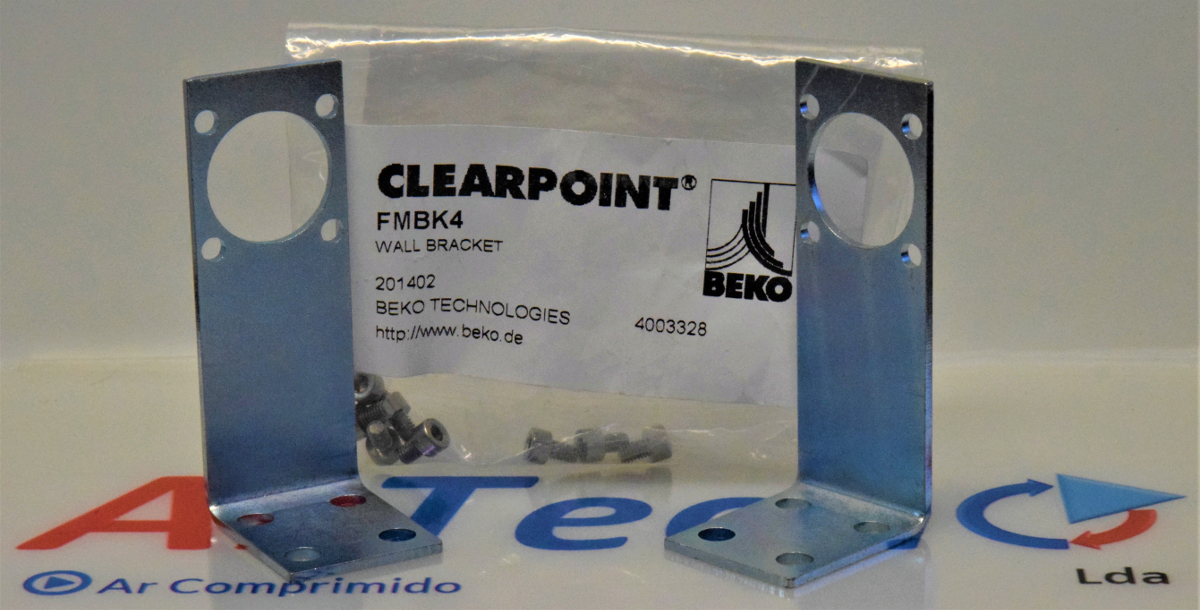 CLEARPOINT®
FMBK4
WALL BRACKET
201402
BEKO TECHNOLOGIES
http://www.beko.de
4003328
BEKO
Ar Comprimido
Lda